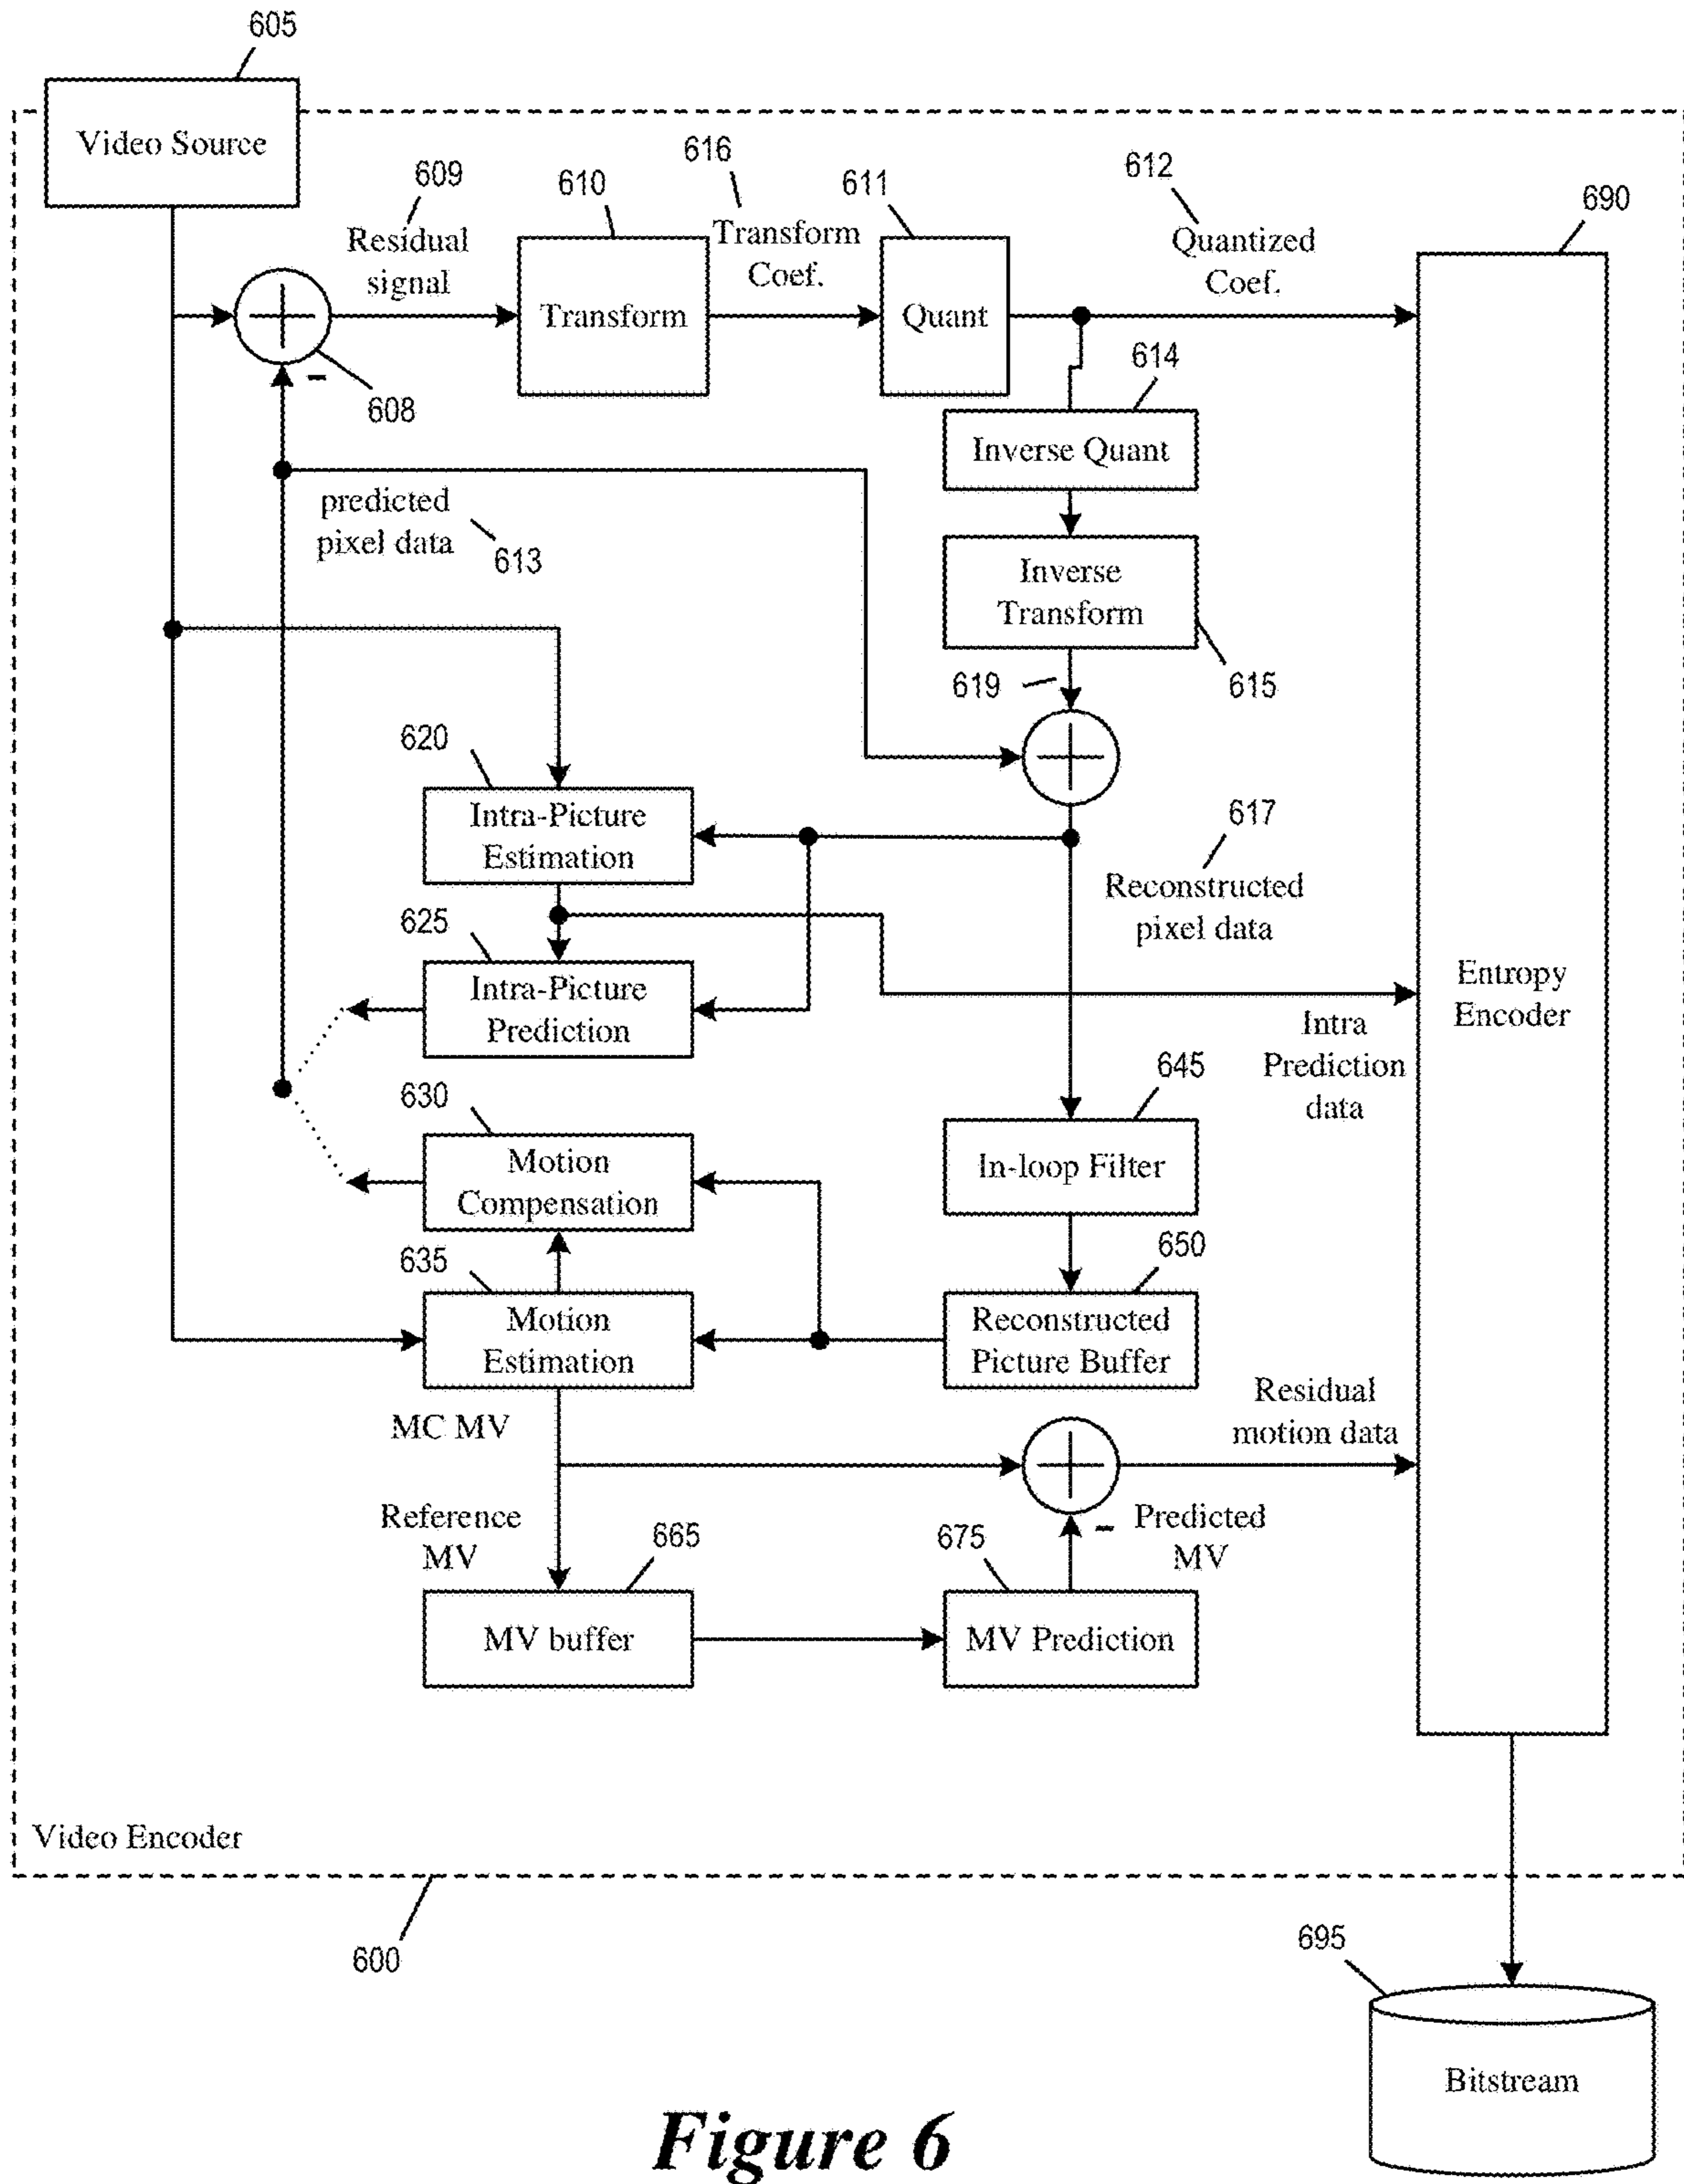 605
Video Source
616
612
609
610
611
690
Residual
signal
Transform
Coef.
Quantized
Coef.
Transform
Quant
-
608
614
Inverse Quant
predicted
pixel data
613
Inverse
Transform
619
615
620
Intra-Picture
Estimation
617
Reconstructed
pixel data
625
Intra-Picture
Prediction
Entropy
Encoder
Intra
Prediction
data
630
645
Motion
Compensation
In-loop Filter
635
650
Motion
Estimation
Reconstructed
Picture Buffer
MC MV
Residual
motion data
Reference
MV
665
675
- Predicted
MV
MV buffer
MV Prediction
Video Encoder
600
695
Bitstream
Figure 6